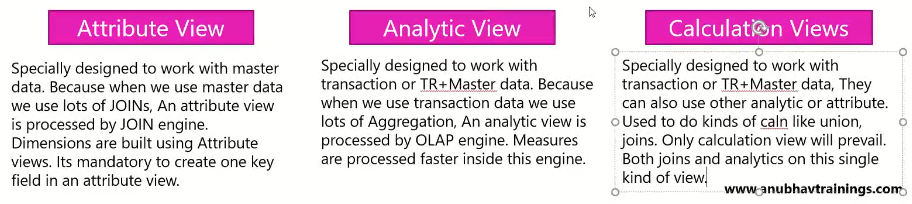 Attribute View
Specially designed to work with master
data. Because when we use master data
we use lots of JOINs, An attribute view
is processed by JOIN engine.
Dimensions are built using Attribute
views. Its mandatory to create one key
field in an attribute view.
Analytic View
Specially designed to work with
transaction or TR+Master data. Because
when we use transaction data we use
lots of Aggregation, An analytic view is
processed by OLAP engine. Measures
are processed faster inside this engine.
Calculation Views
Specially designed to work with
transaction or TR+Master data, They
can also use other analytic or attribute.
Used to do kinds of caln like union,
joins. Only calculation view will prevail.
Both joins and analytics on this single
kind of view.
www.anubhavtrainings.com